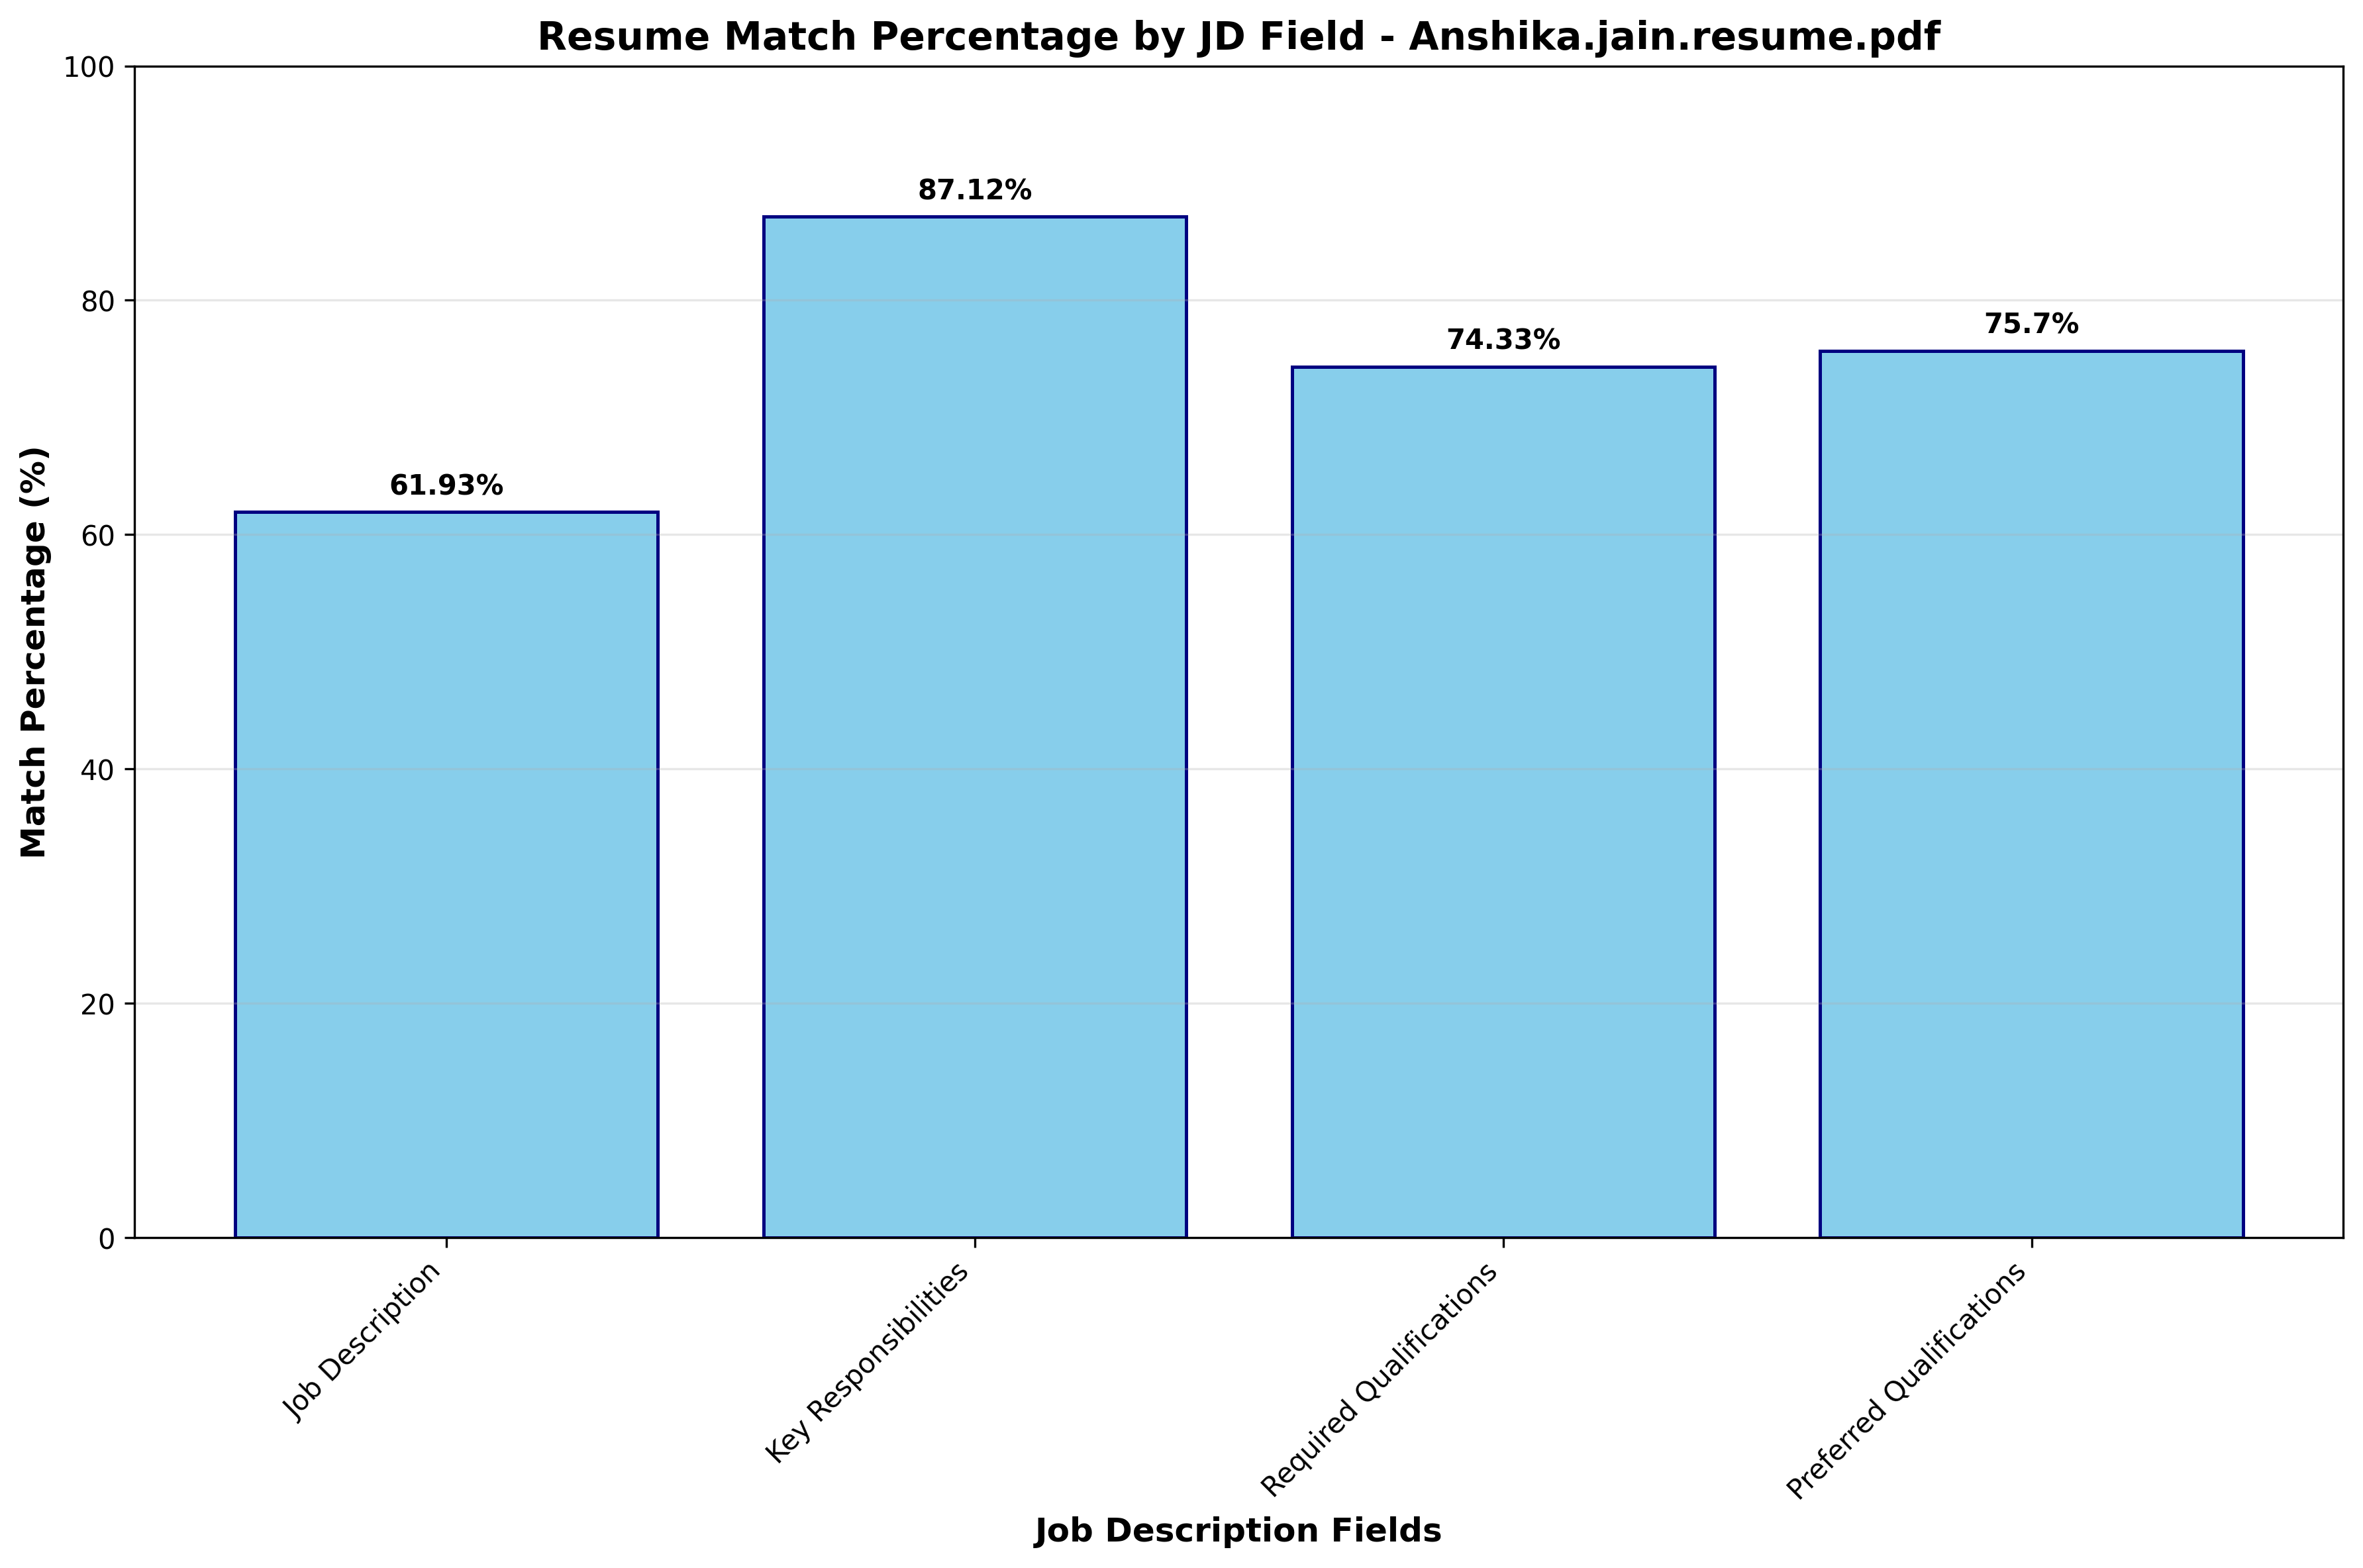 Resume Match Percentage by JD Field - Anshika.jain.resume.pdf
Match Percentage (%)
100
80
60
40
20
0
61.93%
87.12%
74.33%
75.7%
Job Description
Key Responsibilities
Required Qualifications
Preferred Qualifications
Job Description Fields